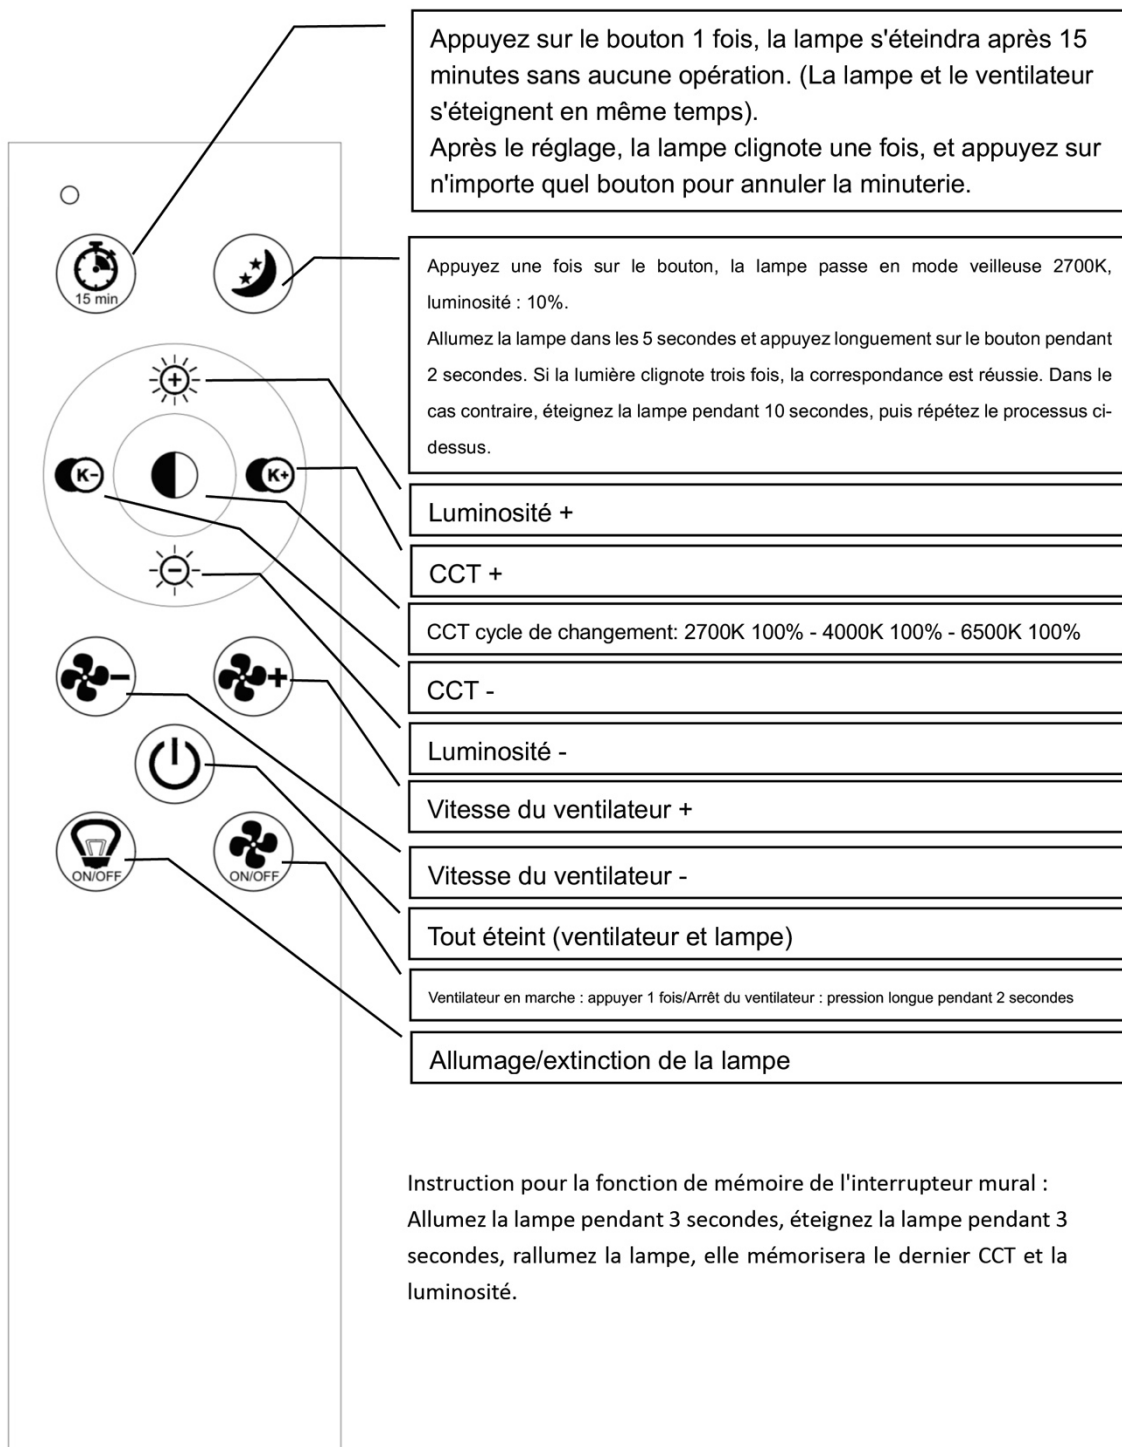 Appuyez sur le bouton 1 fois, la lampe s'éteindra après 15
minutes sans aucune opération. (La lampe et le ventilateur
s'éteignent en même temps).
Après le réglage, la lampe clignote une fois, et appuyez sur
n'importe quel bouton pour annuler la minuterie.
15 min
Appuyez une fois sur le bouton, la lampe passe en mode veilleuse 2700K,
luminosité : 10%.
Allumez la lampe dans les 5 secondes et appuyez longuement sur le bouton pendant
2 secondes. Si la lumière clignote trois fois, la correspondance est réussie. Dans le
cas contraire, éteignez la lampe pendant 10 secondes, puis répétez le processus ci-
dessus.
K-
K+
Luminosité +
CCT +
CCT cycle de changement: 2700K 100% - 4000K 100% - 6500K 100%
CCT -
Luminosité -
Vitesse du ventilateur +
ON/OFF
ON/OFF
Vitesse du ventilateur -
Tout éteint (ventilateur et lampe)
Ventilateur en marche : appuyer 1 fois/Arrêt du ventilateur : pression longue pendant 2 secondes
Allumage/extinction de la lampe
Instruction pour la fonction de mémoire de l'interrupteur mural :
Allumez la lampe pendant 3 secondes, éteignez la lampe pendant 3
secondes, rallumez la lampe, elle mémorisera le dernier CCT et la
luminosité.